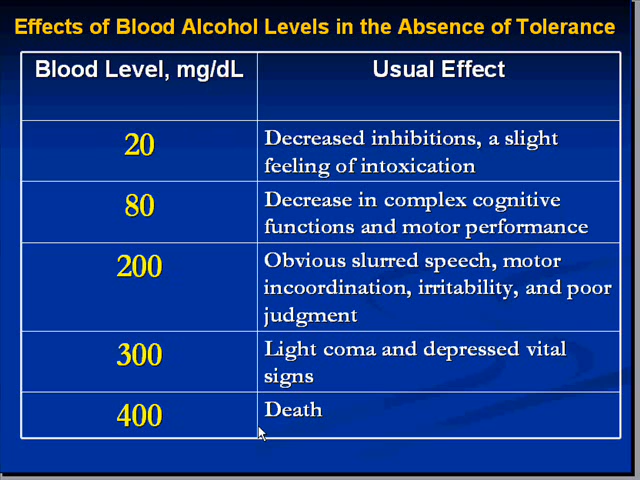 Effects of Blood Alcohol Levels in the Absence of Tolerance
Blood Level, mg/dL Usual Effect
20 Decreased inhibitions, a slight
feeling of intoxication
80 Decrease in complex cognitive
functions and motor performance
200 Obvious slurred speech, motor
incoordination, irritability, and poor
judgment
300 Light coma and depressed vital
signs
400 Death